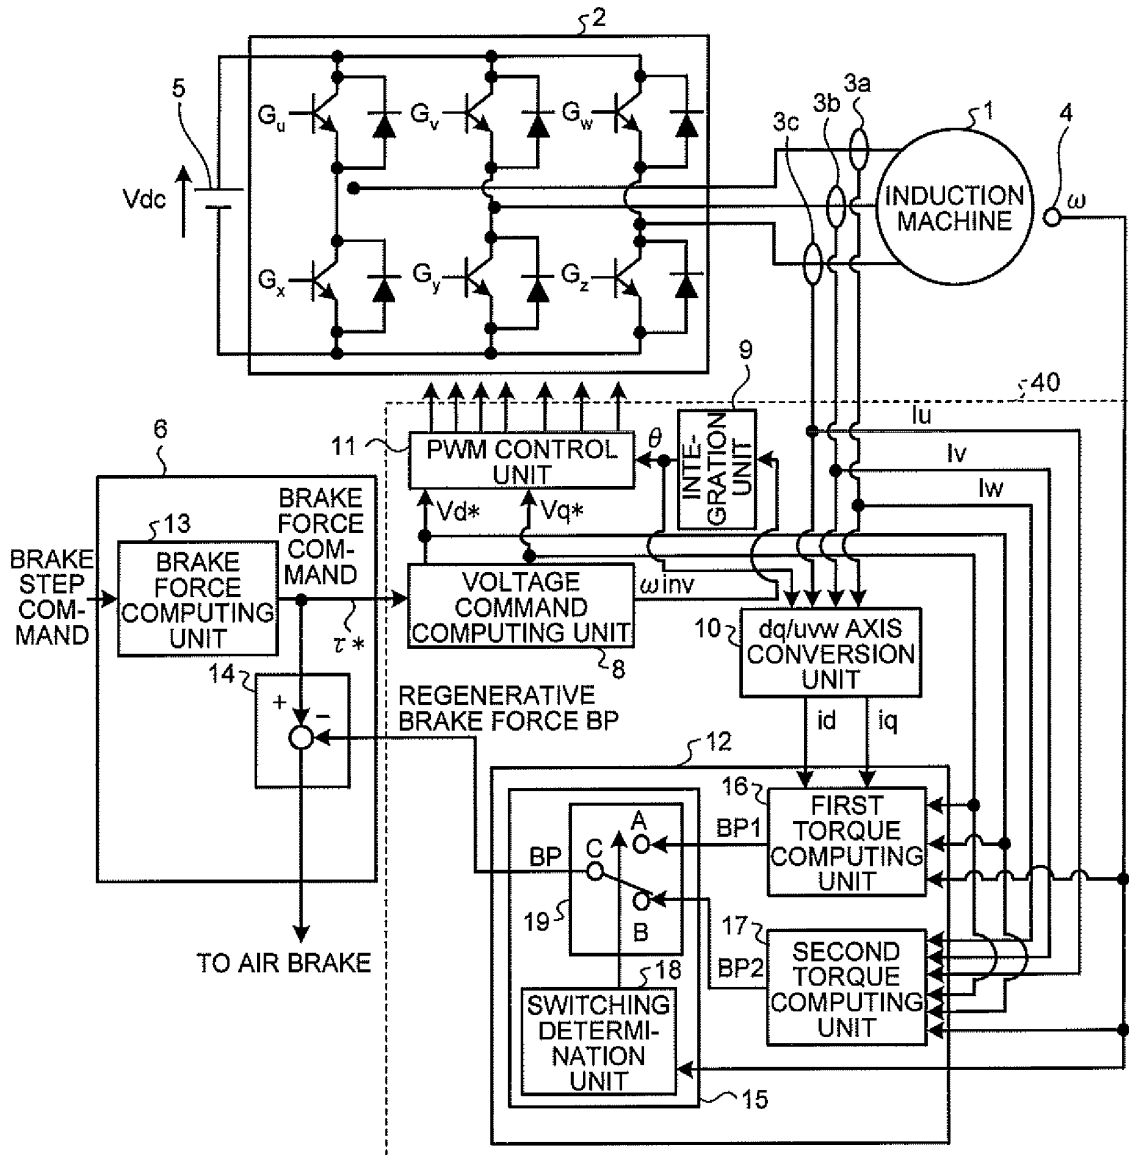 2
5
Vdc
Gu
Gv
Gw
Gx
Gy
Gz
3a
3b
3c
1
4
ω
INDUCTION
MACHINE
9
40
11
PWM CONTROL
UNIT
θ
INTE-
GRATION
UNIT
Iu
Iv
Iw
6
Vd*
Vq*
13
BRAKE
FORCE
COM-
MAND
BRAKE
STEP
COM-
MAND
BRAKE
FORCE
COMPUTING
UNIT
τ*
VOLTAGE
COMMAND
COMPUTING UNIT
ωinv
8
10
dq/uvw AXIS
CONVERSION
UNIT
14
+
−
REGENERATIVE
BRAKE FORCE BP
id
iq
12
16
FIRST
TORQUE
COMPUTING
UNIT
BP1
A
BP
C
19
B
17
SECOND
TORQUE
COMPUTING
UNIT
BP2
TO AIR BRAKE
18
SWITCHING
DETERMI-
NATION
UNIT
15